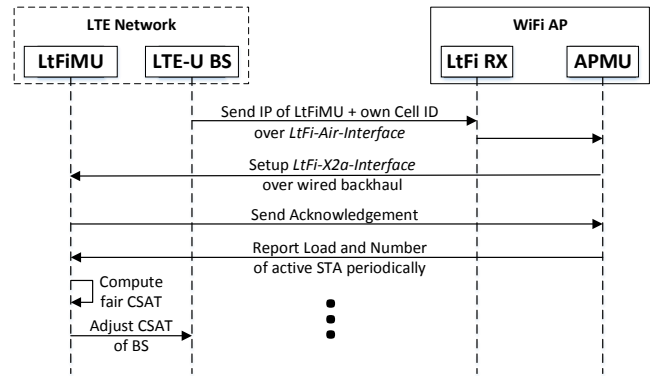 LTE Network
WiFi AP
LtFiMU
LTE-U BS
LtFi RX
APMU
Send IP of LtFiMU + own Cell ID
over LtFi-Air-Interface
Setup LtFi-X2a-Interface
over wired backhaul
Send Acknowledgement
Report Load and Number
of active STA periodically
Compute
fair CSAT
Adjust CSAT
of BS